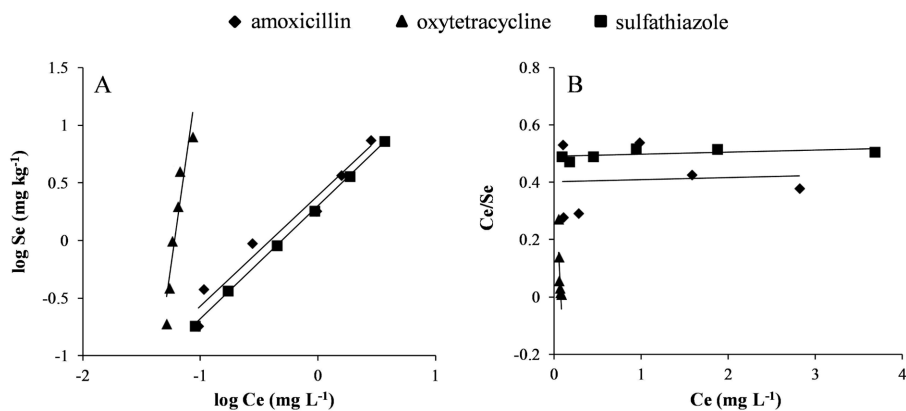 amoxicillin oxytetracycline sulfathiazole
A
log Se (mg kg⁻¹)
1.5
1
0.5
0
-0.5
-1
-2 -1 0 1
log Ce (mg L⁻¹)
B
Ce/Se
0.8
0.6
0.4
0.2
0
-0.2
0 1 2 3 4
Ce (mg L⁻¹)